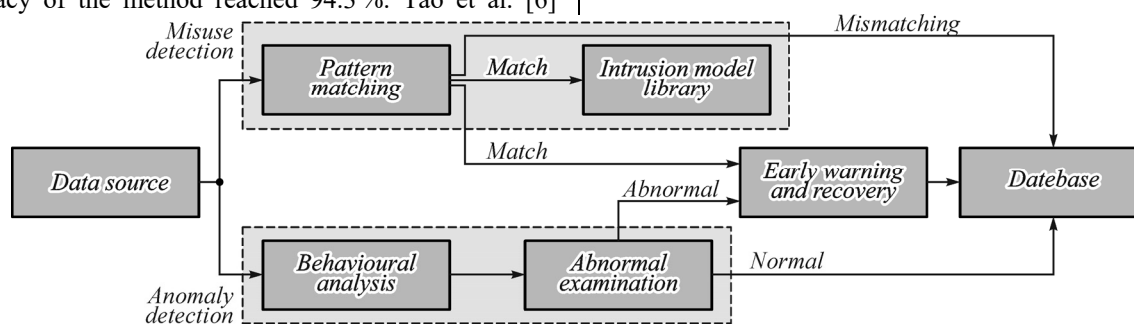 acy of the method reached 94.3 %. Tao et al. [6]
Misuse
detection
Mismatching
Pattern
matching
Match
Intrusion model
library
Match
Data source
Early warning
and recovery
Datebase
Abnormal
Behavioural
analysis
Abnormal
examination
Normal
Anomaly
detection